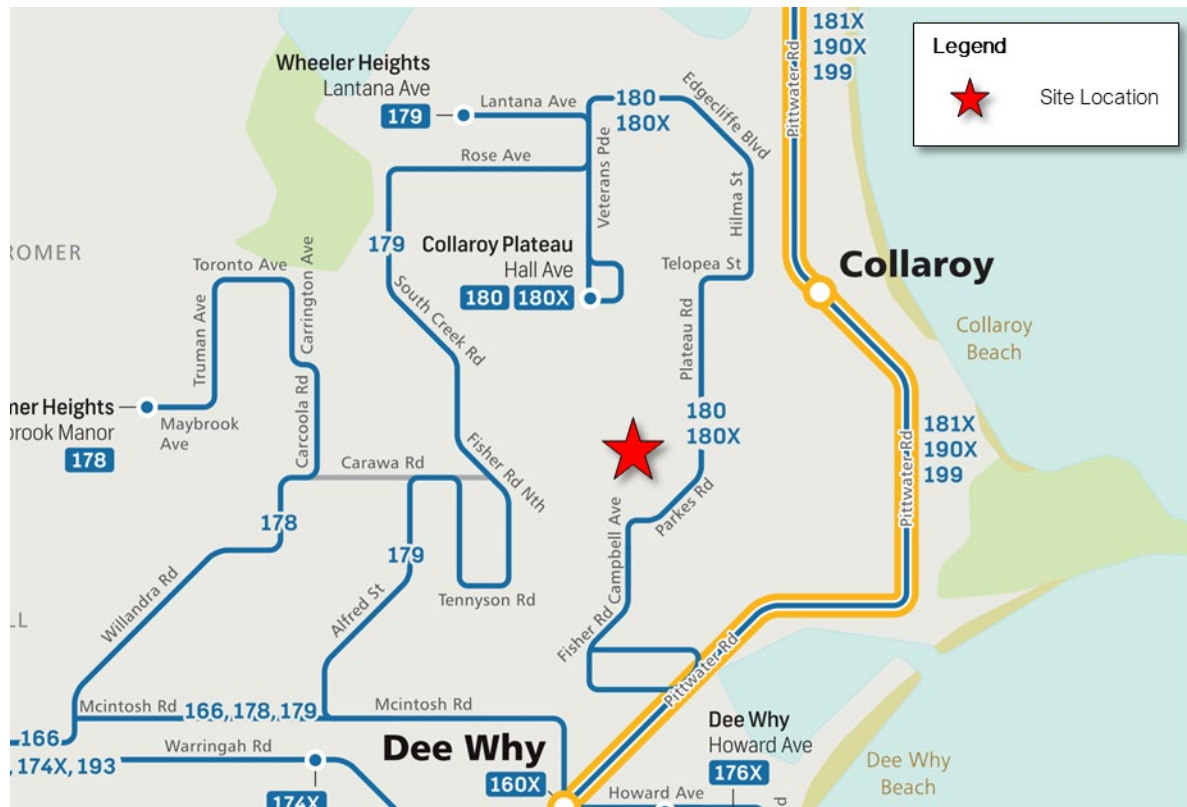 Wheeler Heights
Lantana Ave
179
Lantana Ave
180
180X
Edgecliffe Blvd
Pittwater Rd
181X
190X
199
Legend
Site Location
Rose Ave
Veterans Pde
Hilma St
ROMER
Toronto Ave
Carrington Ave
179
Collaroy Plateau
Hall Ave
180 180X
Telopea St
Collaroy
Truman Ave
South Creek Rd
Plateau Rd
Collaroy
Beach
mer Heights
brook Manor
178
Maybrook
Ave
Carcoola Rd
Carawa Rd
Fisher Rd Nth
180
180X
Pittwater Rd
181X
190X
199
178
179
Campbell Ave
Parkes Rd
Willandra Rd
Alfred St
Tennyson Rd
Fisher Rd
LL
Pittwater Rd
Mcintosh Rd
166, 178, 179
Mcintosh Rd
166
, 174X, 193
Warringah Rd
174X
Dee Why
160X
Dee Why
Howard Ave
176X
Howard Ave
Dee Why
Beach